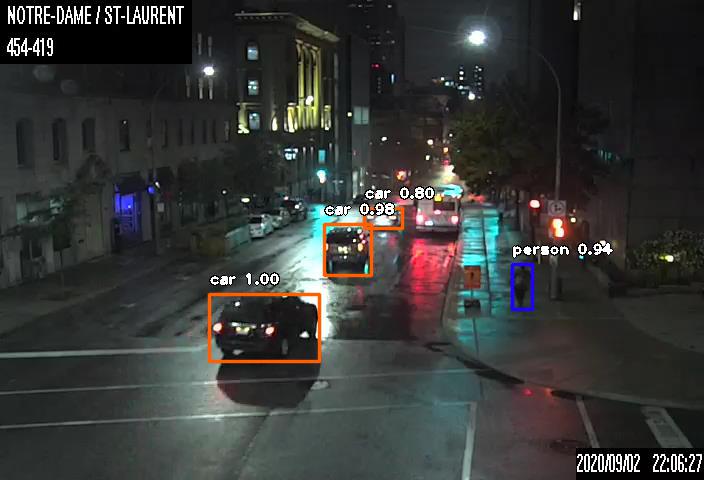 NOTRE-DAME / ST-LAURENT
454-419
car 0.80
car 0.98
person 0.94
car 1.00
2020/09/02 22:06:27